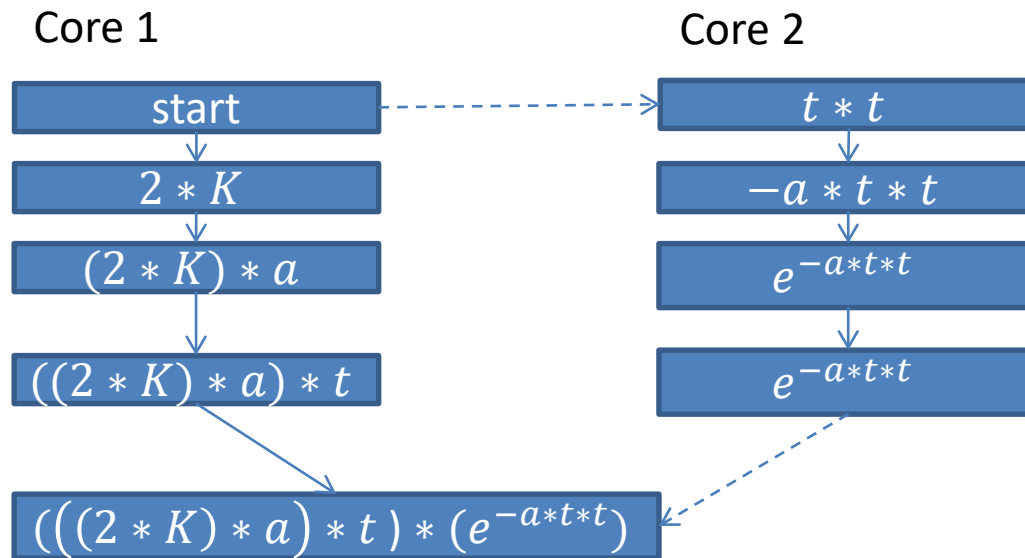 Core 1
Core 2
start
t * t
2 * K
−a * t * t
(2 * K) * a
e^{−a*t*t}
((2 * K) * a) * t
e^{−a*t*t}
(((2 * K) * a) * t ) * (e^{−a*t*t})